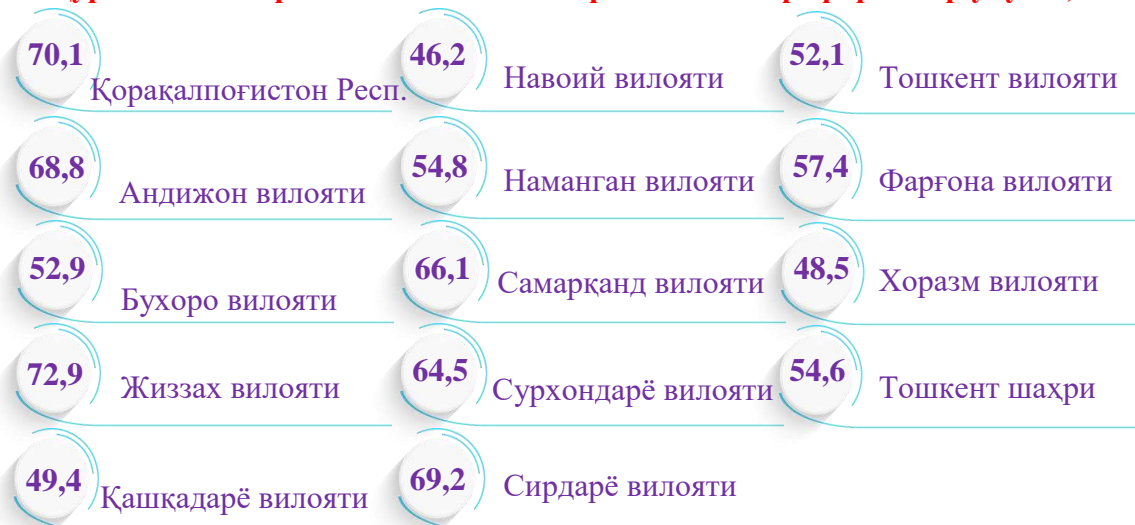 70,1 Қорақалпоғистон Респ.
68,8 Андижон вилояти
52,9 Бухоро вилояти
72,9 Жиззах вилояти
49,4 Қашқадарё вилояти
46,2 Навоий вилояти
54,8 Наманган вилояти
66,1 Самарқанд вилояти
64,5 Сурхондарё вилояти
69,2 Сирдарё вилояти
52,1 Тошкент вилояти
57,4 Фарғона вилояти
48,5 Хоразм вилояти
54,6 Тошкент шаҳри